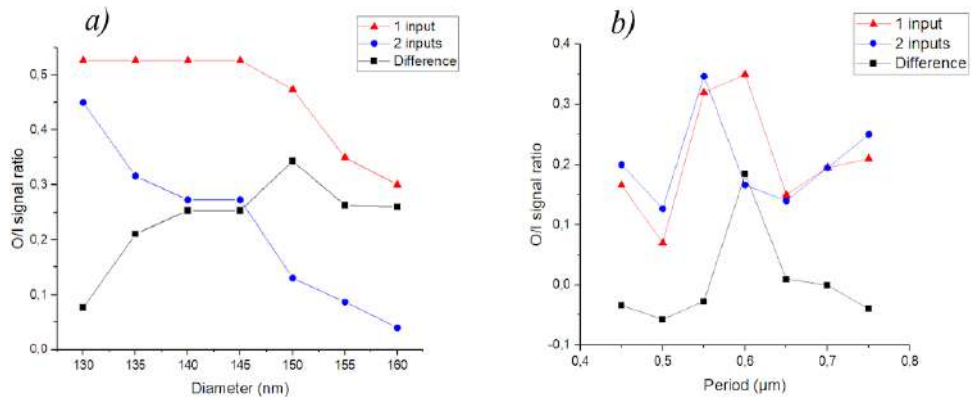 a)
1 input
2 inputs
Difference
O/I signal ratio
0,5
0,4
0,3
0,2
0,1
0,0
130 135 140 145 150 155 160
Diameter (nm)
b)
1 input
2 inputs
Difference
O/I signal ratio
0,4
0,3
0,2
0,1
0,0
-0,1
0,4 0,5 0,6 0,7 0,8
Period (µm)